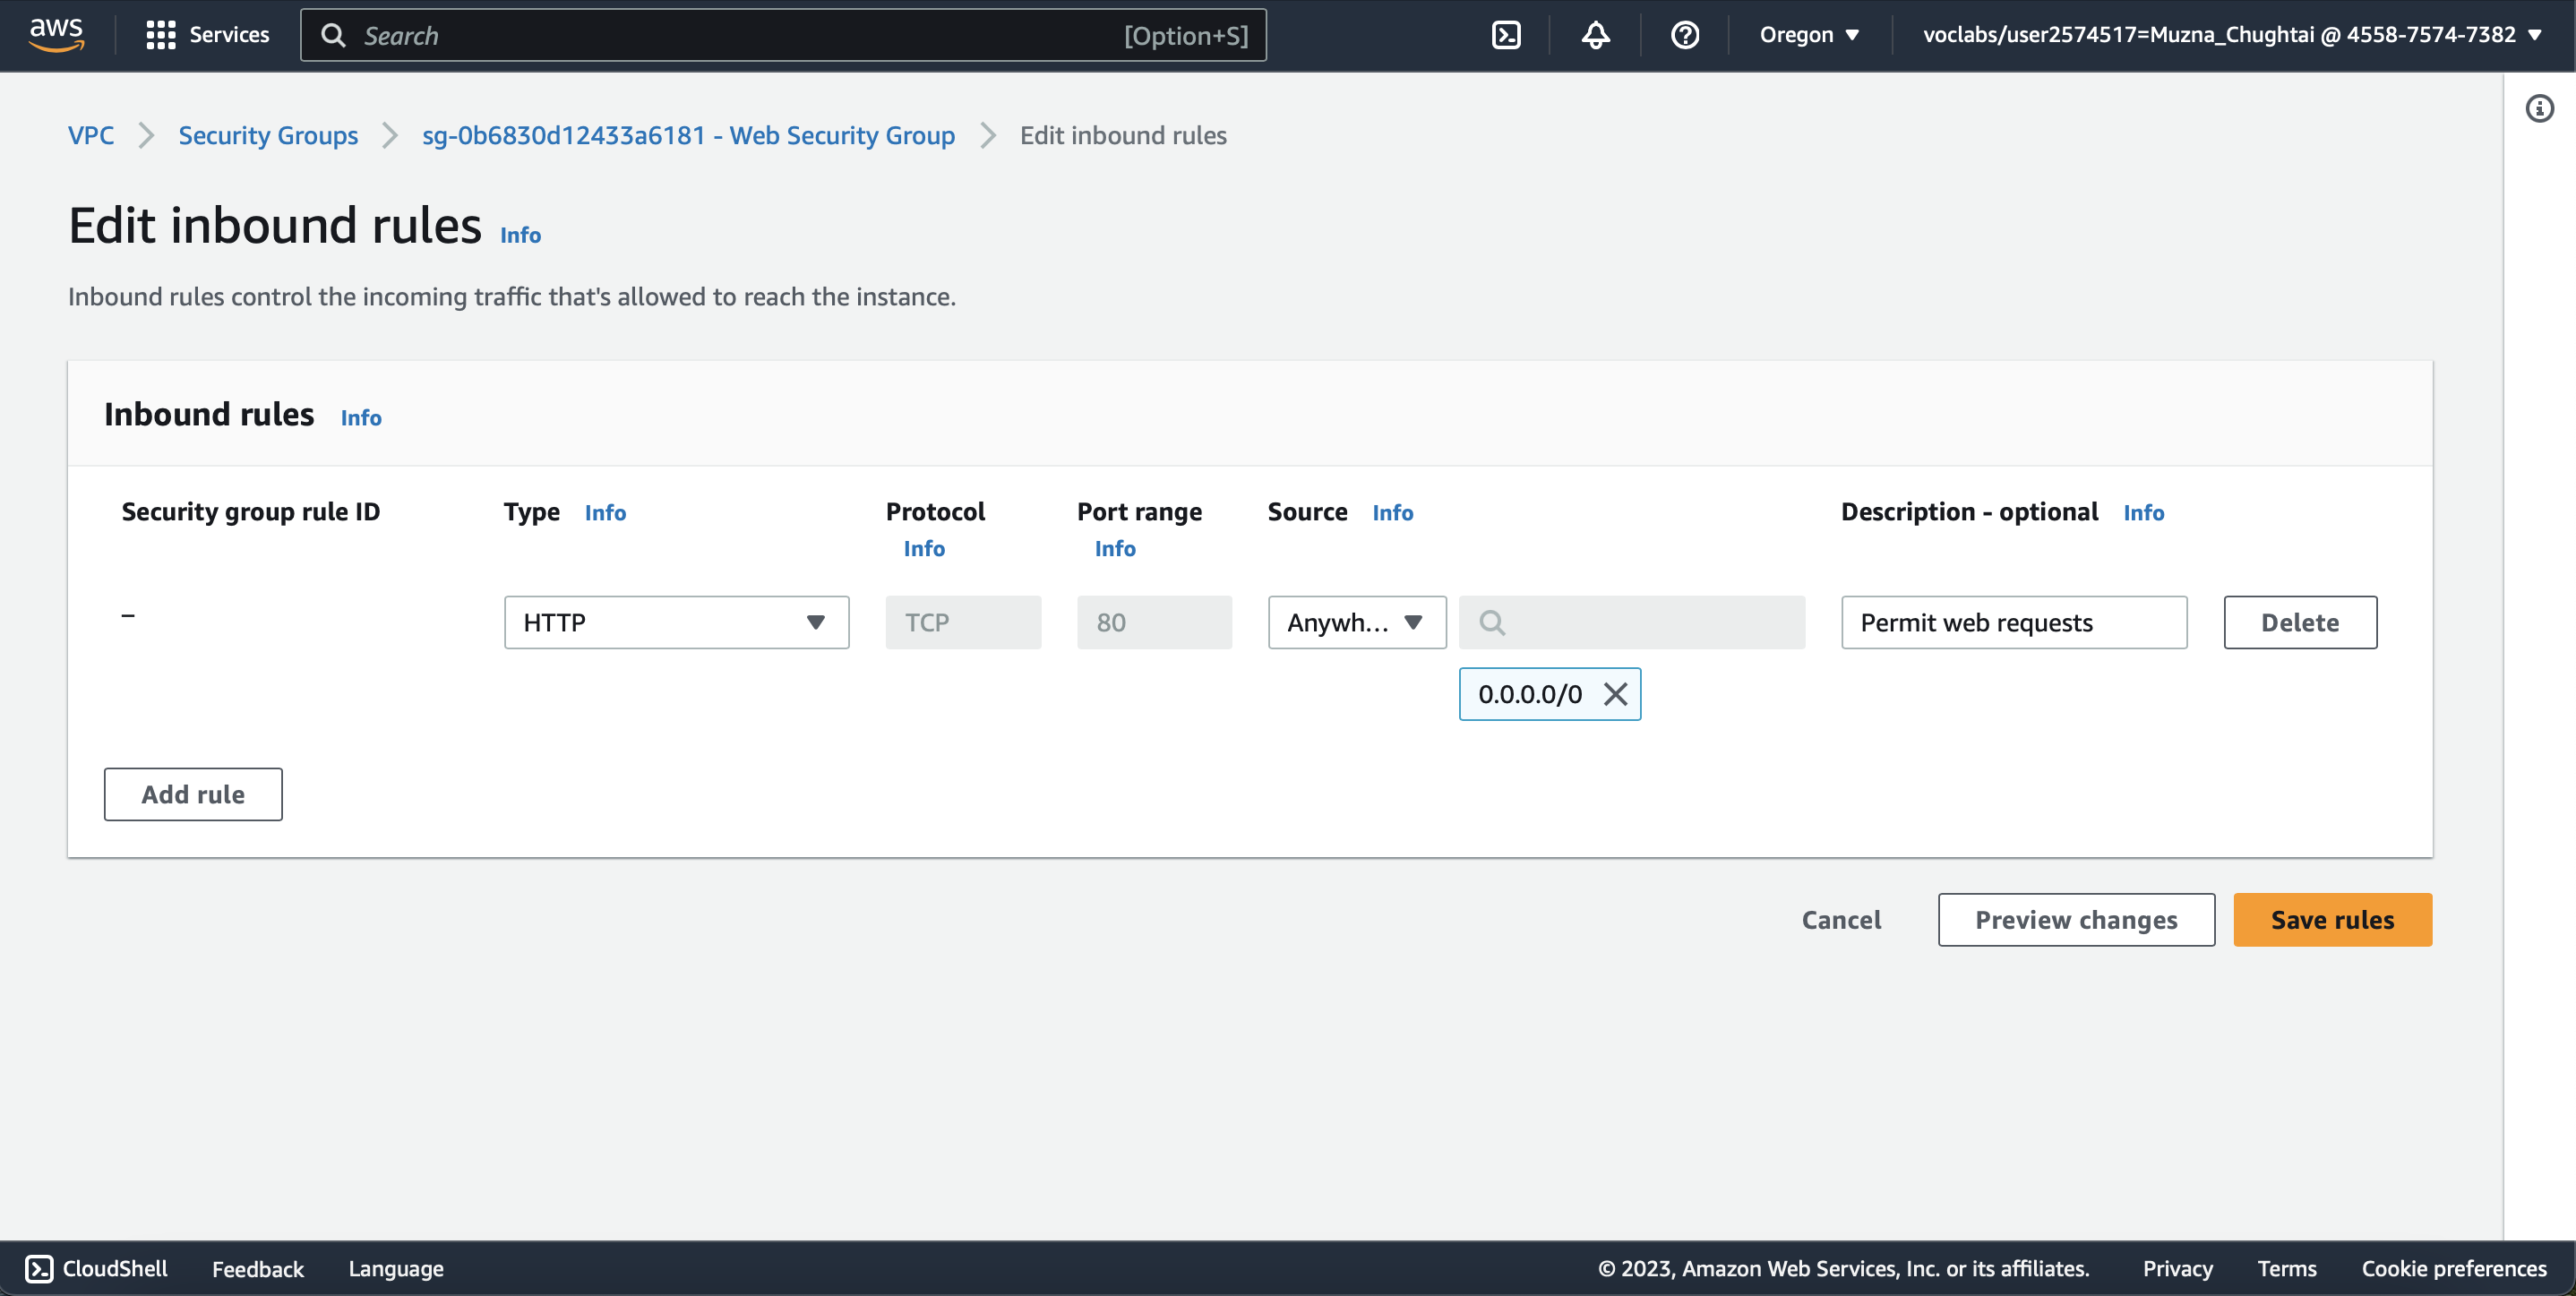 aws Services Search [Option+S] Oregon voclabs/user2574517=Muzna_Chughtai @ 4558-7574-7382
VPC Security Groups sg-0b6830d12433a6181 - Web Security Group Edit inbound rules
Edit inbound rules Info
Inbound rules control the incoming traffic that's allowed to reach the instance.
Inbound rules Info
Security group rule ID Type Info Protocol Info Port range Info Source Info Description - optional Info
– HTTP TCP 80 Anywh... Permit web requests Delete
0.0.0.0/0
Add rule
Cancel Preview changes Save rules
CloudShell Feedback Language © 2023, Amazon Web Services, Inc. or its affiliates. Privacy Terms Cookie preferences